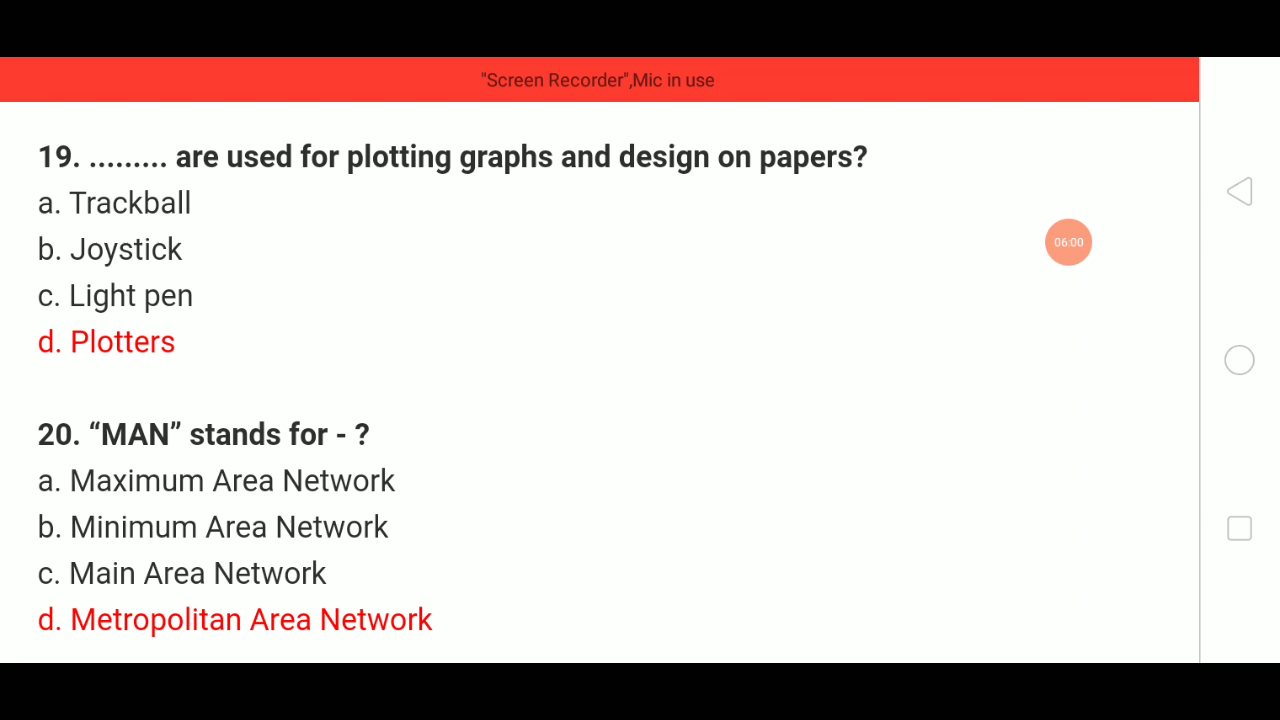 "Screen Recorder",Mic in use
19. ......... are used for plotting graphs and design on papers?
a. Trackball
06:00
b. Joystick
c. Light pen
d. Plotters
20. “MAN” stands for - ?
a. Maximum Area Network
b. Minimum Area Network
c. Main Area Network
d. Metropolitan Area Network